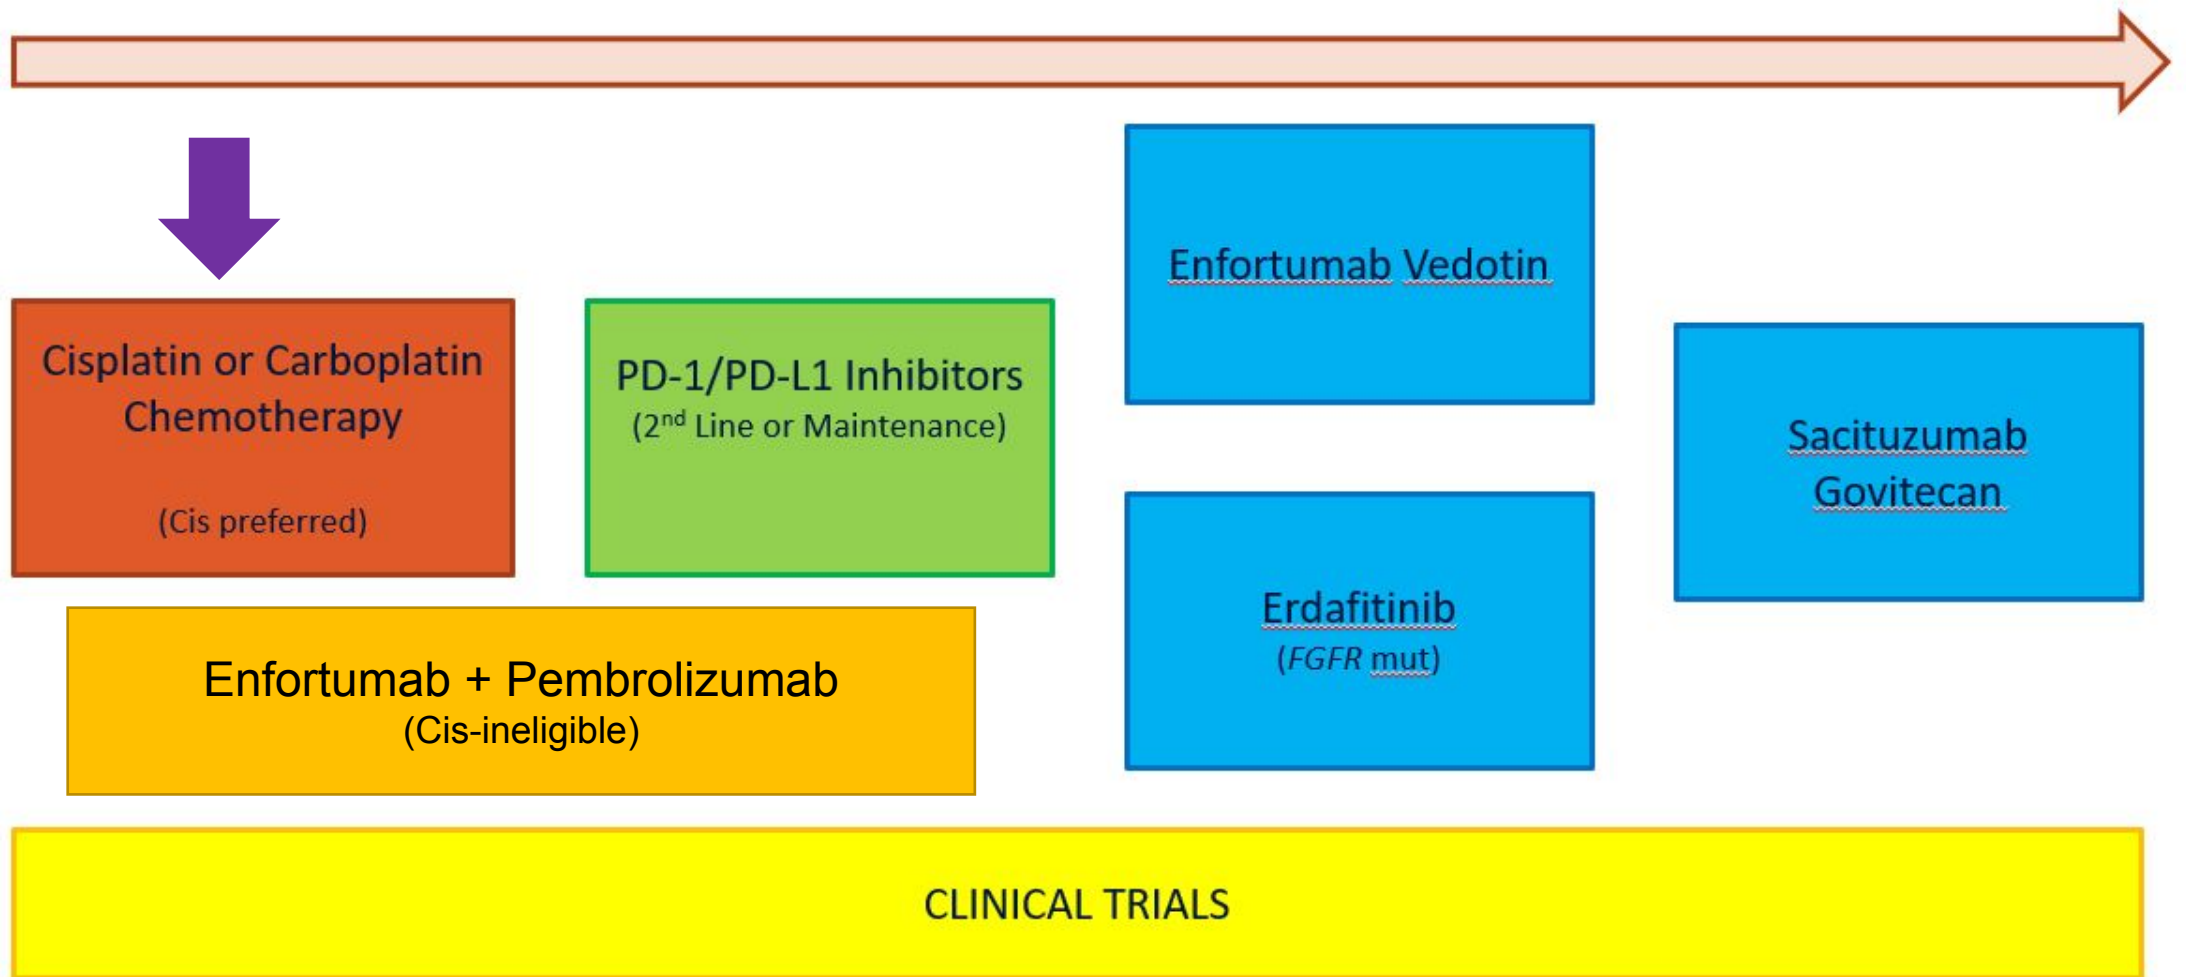 Cisplatin or Carboplatin
Chemotherapy
(Cis preferred)
PD-1/PD-L1 Inhibitors
(2nd Line or Maintenance)
Enfortumab Vedotin
Erdafitinib
(FGFR mut)
Sacituzumab
Govitecan
Enfortumab + Pembrolizumab
(Cis-ineligible)
CLINICAL TRIALS